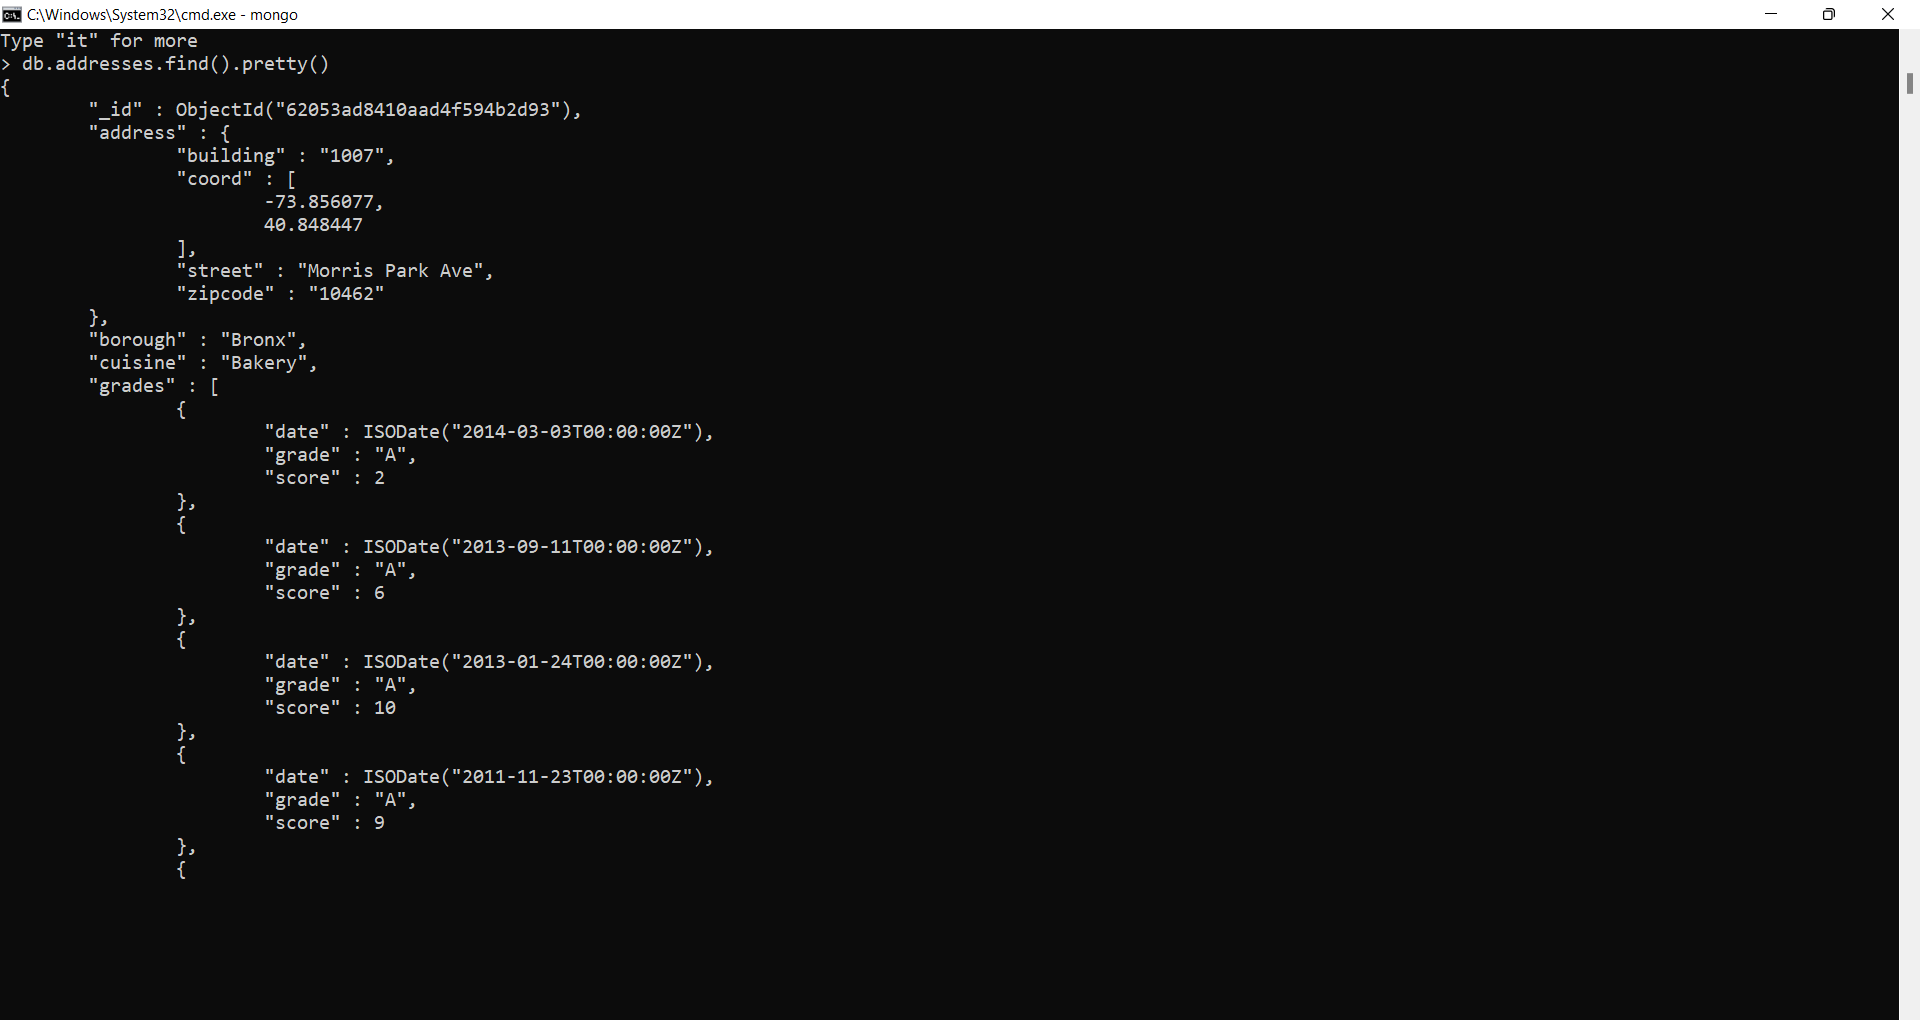 C:\Windows\System32\cmd.exe - mongo
Type "it" for more
> db.addresses.find().pretty()
{
        "_id" : ObjectId("62053ad8410aad4f594b2d93"),
        "address" : {
                "building" : "1007",
                "coord" : [
                        -73.856077,
                        40.848447
                ],
                "street" : "Morris Park Ave",
                "zipcode" : "10462"
        },
        "borough" : "Bronx",
        "cuisine" : "Bakery",
        "grades" : [
                {
                        "date" : ISODate("2014-03-03T00:00:00Z"),
                        "grade" : "A",
                        "score" : 2
                },
                {
                        "date" : ISODate("2013-09-11T00:00:00Z"),
                        "grade" : "A",
                        "score" : 6
                },
                {
                        "date" : ISODate("2013-01-24T00:00:00Z"),
                        "grade" : "A",
                        "score" : 10
                },
                {
                        "date" : ISODate("2011-11-23T00:00:00Z"),
                        "grade" : "A",
                        "score" : 9
                },
                {